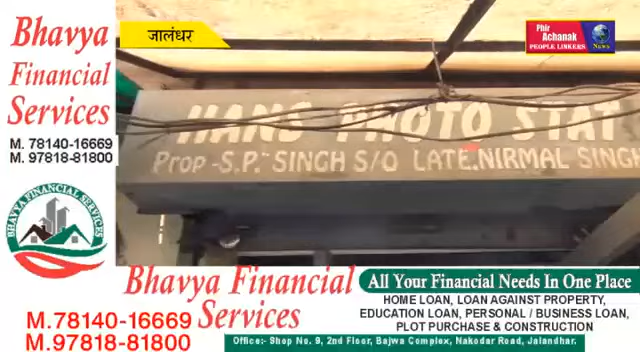 Bhavya
Financial
Services
M. 78140-16669
M. 97818-81800
जालंधर
Phir
Achanak
PEOPLE LINKERS
News
HANS PHOTO STAT
Prop -S.P. SINGH S/O LATE.NIRMAL SINGH
BHAVYA FINANCIAL SERVICES
Bhavya Financial
Services
M.78140-16669
M.97818-81800
All Your Financial Needs In One Place
HOME LOAN, LOAN AGAINST PROPERTY,
EDUCATION LOAN, PERSONAL / BUSINESS LOAN,
PLOT PURCHASE & CONSTRUCTION
Office:- Shop No. 9, 2nd Floor, Bajwa Complex, Nakodar Road, Jalandhar.